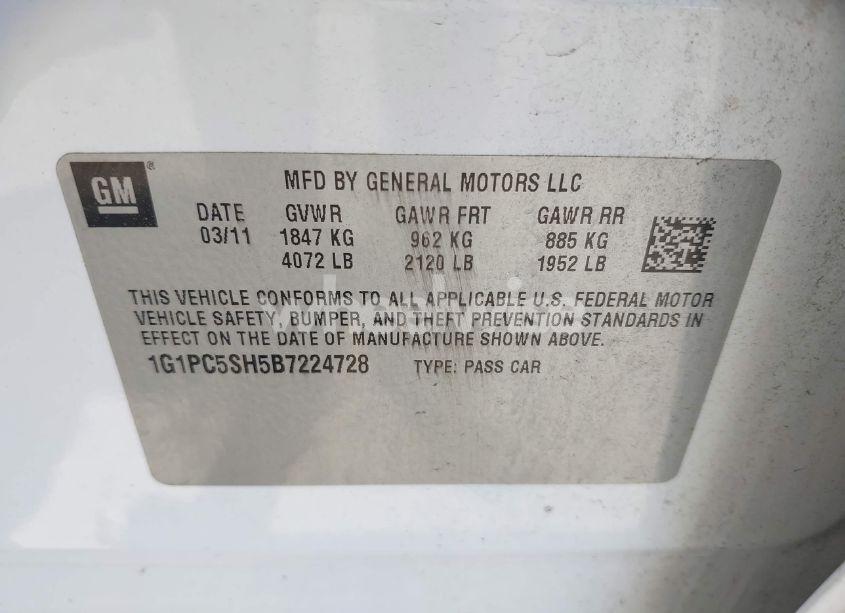 GM
MFD BY GENERAL MOTORS LLC
DATE GVWR GAWR FRT GAWR RR
03/11 1847 KG 962 KG 885 KG
4072 LB 2120 LB 1952 LB
THIS VEHICLE CONFORMS TO ALL APPLICABLE U.S. FEDERAL MOTOR
VEHICLE SAFETY, BUMPER, AND THEFT PREVENTION STANDARDS IN
EFFECT ON THE DATE OF MANUFACTURE SHOWN ABOVE.
1G1PC5SH5B7224728 TYPE: PASS CAR